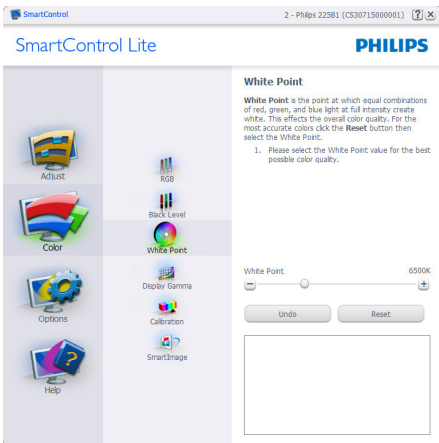 SmartControl
2 - Philips 225B1 (CS30715000001)
SmartControl Lite
PHILIPS
Adjust
Color
Options
Help
RGB
Black Level
White Point
Display Gamma
Calibration
SmartImage
White Point
White Point is the point at which equal combinations
of red, green, and blue light at full intensity create
white. This effects the overall color quality. For the
most accurate colors click the Reset button then
select the White Point.
1. Please select the White Point value for the best
possible color quality.
White Point 6500K
Undo Reset